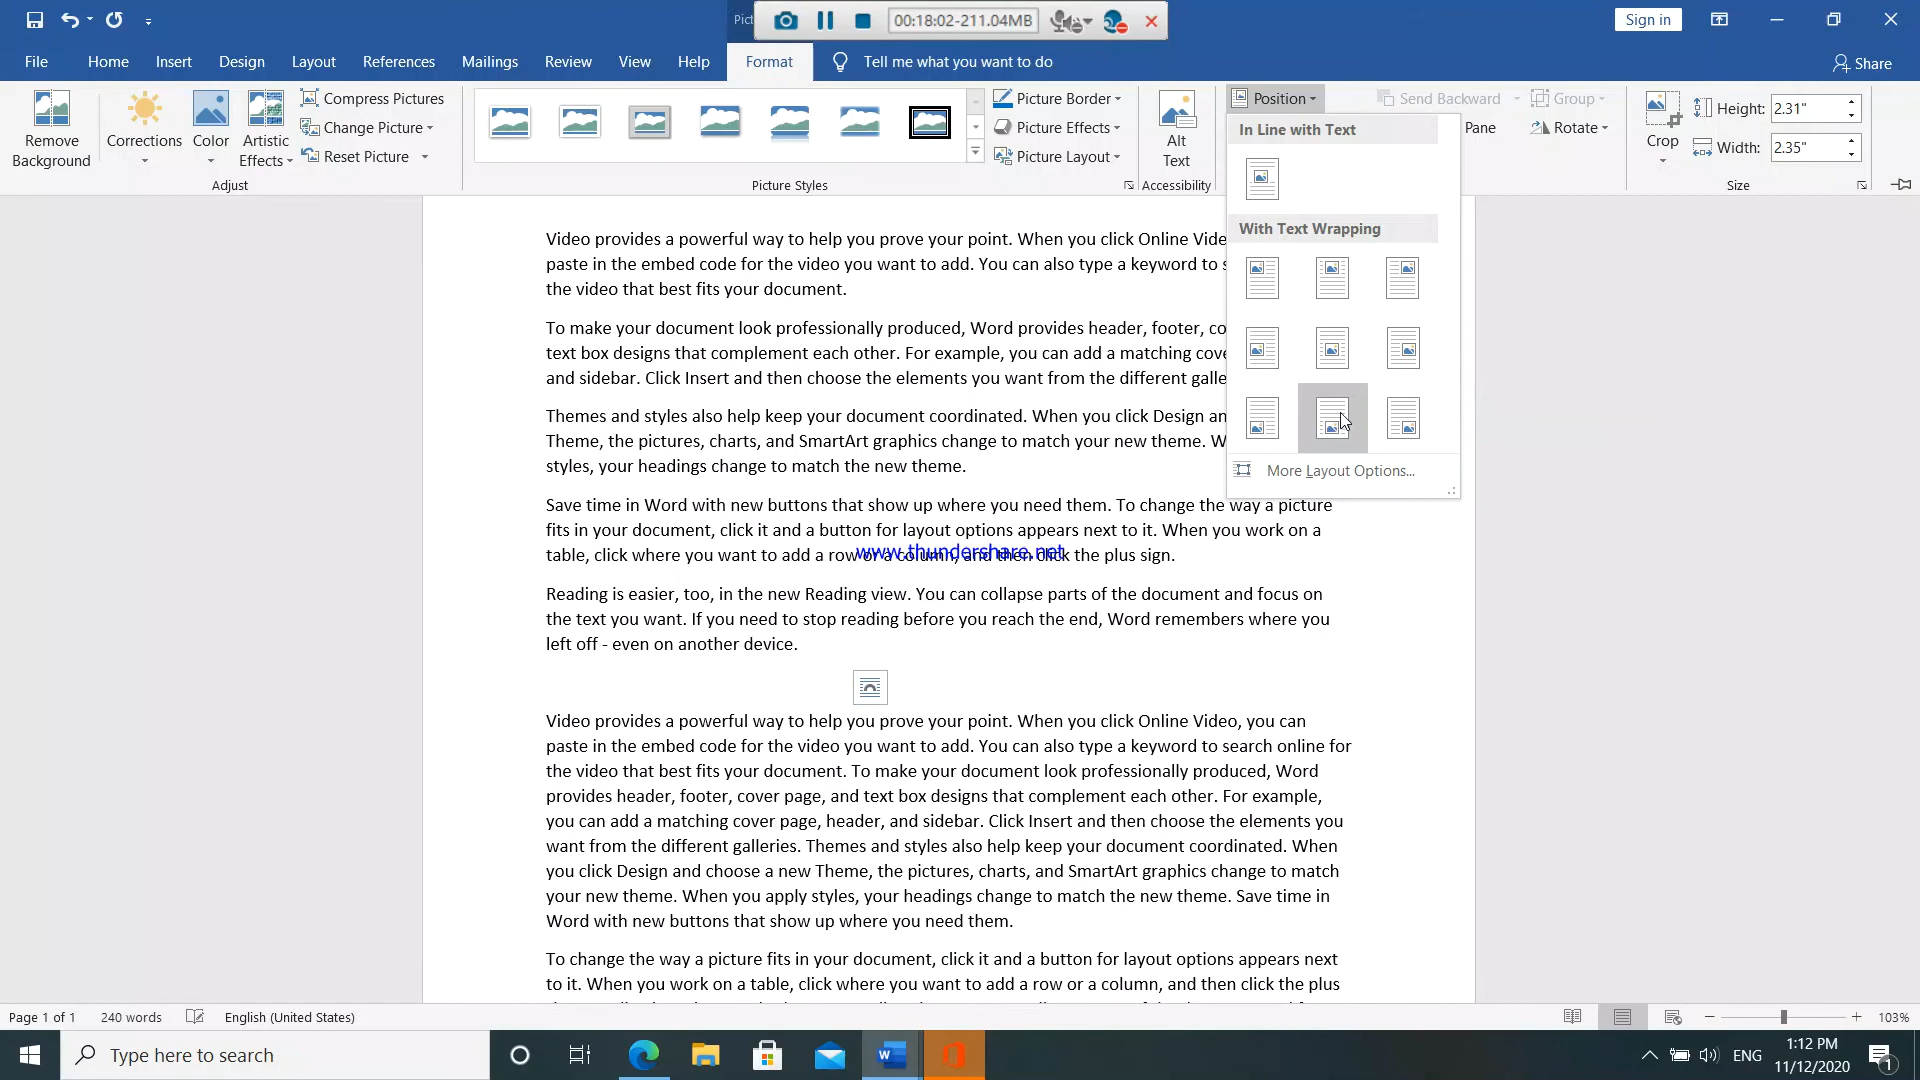 Pict
00:18:02-211.04MB
Sign in
File Home Insert Design Layout References Mailings Review View Help Format Tell me what you want to do Share
Remove Background
Corrections
Color
Artistic Effects
Compress Pictures
Change Picture
Reset Picture
Adjust
Picture Styles
Picture Border
Picture Effects
Picture Layout
Alt Text
Accessibility
Position
Send Backward
Group
Pane
Rotate
Crop
Height: 2.31"
Width: 2.35"
Size
In Line with Text
With Text Wrapping
More Layout Options...
Video provides a powerful way to help you prove your point. When you click Online Vide
paste in the embed code for the video you want to add. You can also type a keyword to s
the video that best fits your document.
To make your document look professionally produced, Word provides header, footer, co
text box designs that complement each other. For example, you can add a matching cove
and sidebar. Click Insert and then choose the elements you want from the different galle
Themes and styles also help keep your document coordinated. When you click Design an
Theme, the pictures, charts, and SmartArt graphics change to match your new theme. W
styles, your headings change to match the new theme.
Save time in Word with new buttons that show up where you need them. To change the way a picture
fits in your document, click it and a button for layout options appears next to it. When you work on a
table, click where you want to add a row or a column, and then click the plus sign.
www.thundershare.net
Reading is easier, too, in the new Reading view. You can collapse parts of the document and focus on
the text you want. If you need to stop reading before you reach the end, Word remembers where you
left off - even on another device.
Video provides a powerful way to help you prove your point. When you click Online Video, you can
paste in the embed code for the video you want to add. You can also type a keyword to search online for
the video that best fits your document. To make your document look professionally produced, Word
provides header, footer, cover page, and text box designs that complement each other. For example,
you can add a matching cover page, header, and sidebar. Click Insert and then choose the elements you
want from the different galleries. Themes and styles also help keep your document coordinated. When
you click Design and choose a new Theme, the pictures, charts, and SmartArt graphics change to match
your new theme. When you apply styles, your headings change to match the new theme. Save time in
Word with new buttons that show up where you need them.
To change the way a picture fits in your document, click it and a button for layout options appears next
to it. When you work on a table, click where you want to add a row or a column, and then click the plus
Page 1 of 1 240 words English (United States) 103%
Type here to search
ENG
1:12 PM
11/12/2020
1